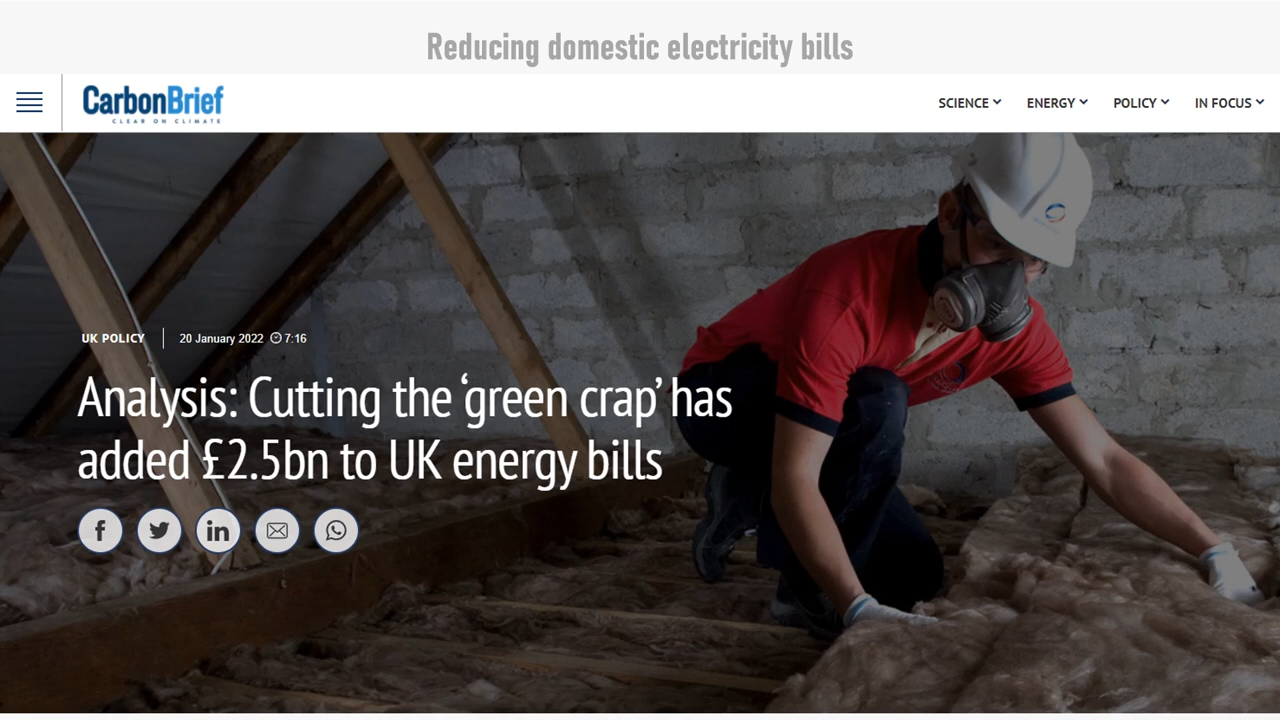 Reducing domestic electricity bills
CarbonBrief
CLEAR ON CLIMATE
SCIENCE ENERGY POLICY IN FOCUS
UK POLICY 20 January 2022 7:16
Analysis: Cutting the ‘green crap’ has
added £2.5bn to UK energy bills